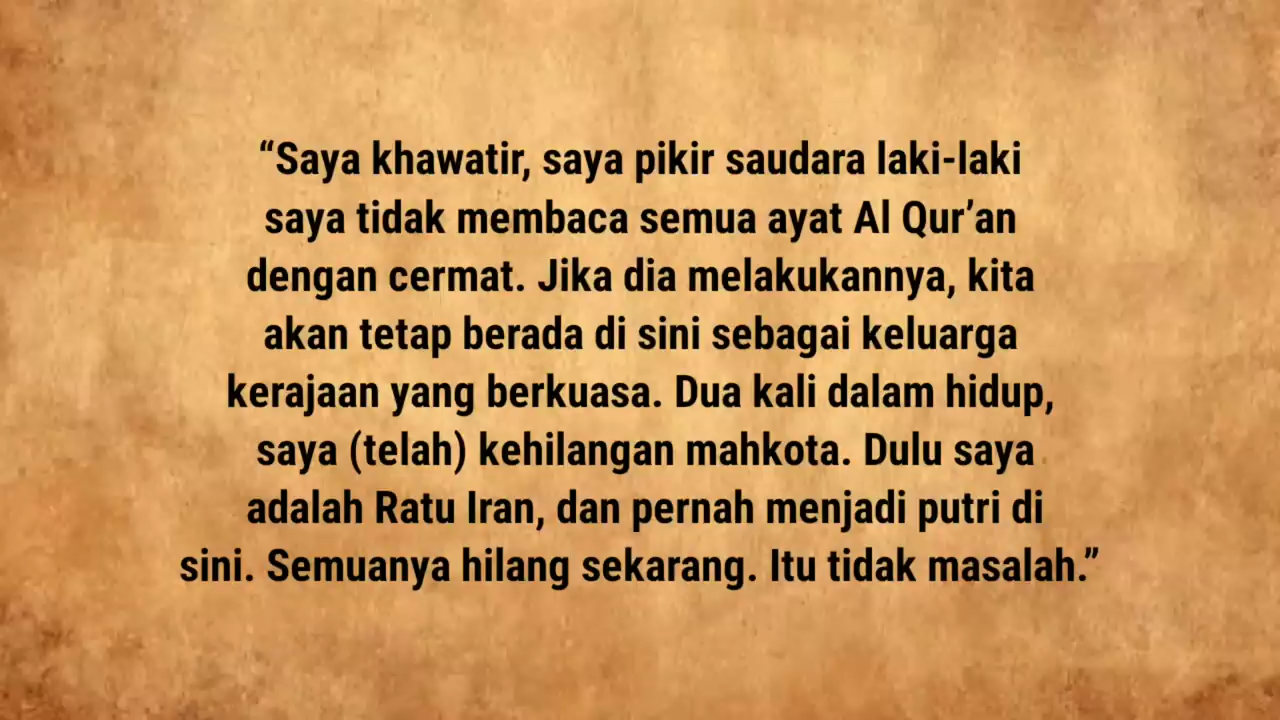 “Saya khawatir, saya pikir saudara laki-laki
saya tidak membaca semua ayat Al Qur’an
dengan cermat. Jika dia melakukannya, kita
akan tetap berada di sini sebagai keluarga
kerajaan yang berkuasa. Dua kali dalam hidup,
saya (telah) kehilangan mahkota. Dulu saya
adalah Ratu Iran, dan pernah menjadi putri di
sini. Semuanya hilang sekarang. Itu tidak masalah.”